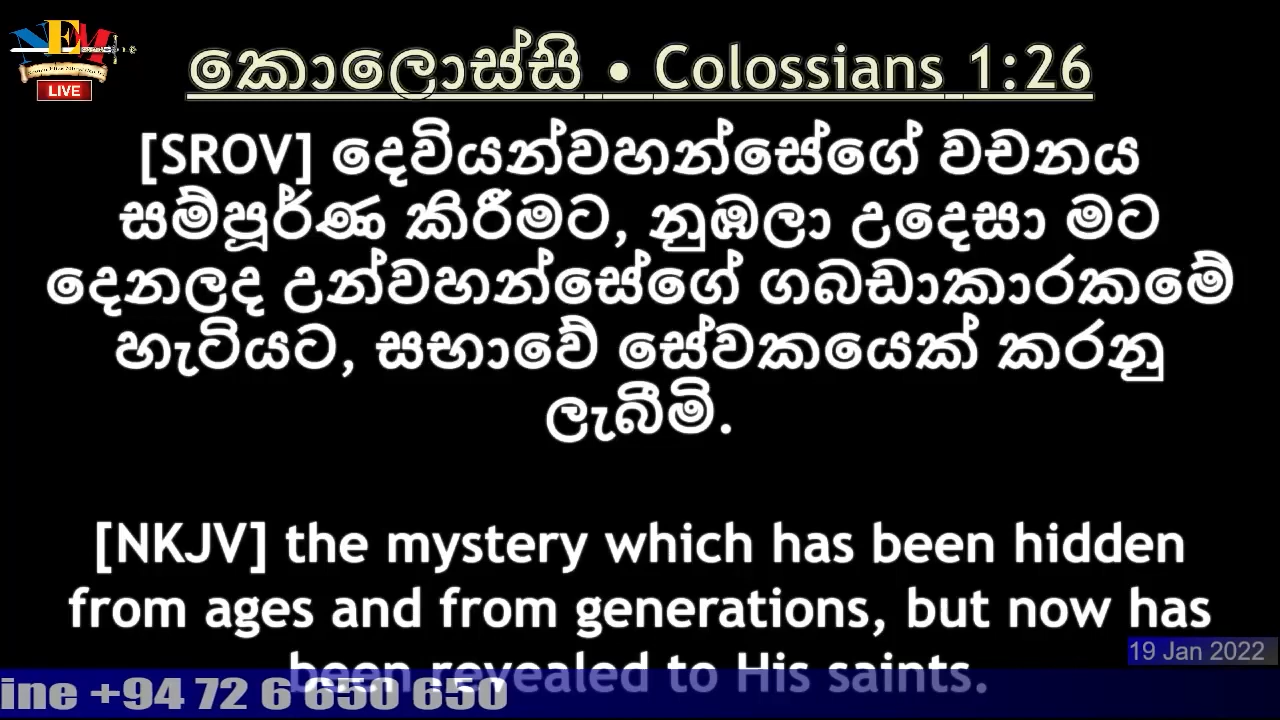 NEM
LIVE
කොලොස්සි • Colossians 1:26
[SROV] දෙවියන්වහන්සේගේ වචනය
සම්පූර්ණ කිරීමට, නුඹලා උදෙසා මට
දෙනලද උන්වහන්සේගේ ගබඩාකාරකමේ
හැටියට, සභාවේ සේවකයෙක් කරනු
ලැබීමි.
[NKJV] the mystery which has been hidden
from ages and from generations, but now has
been revealed to His saints.
19 Jan 2022
ine +94 72 6 650 650